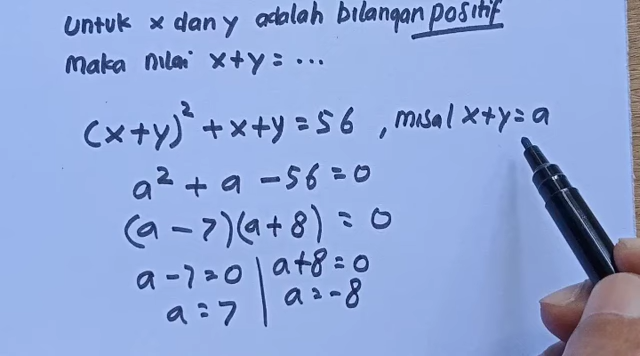 untuk x dan y adalah bilangan positif
maka nilai x+y = ...
(x+y)² + x+y = 56 , misal x+y = a
a² + a - 56 = 0
(a - 7)(a + 8) = 0
a - 7 = 0 | a + 8 = 0
a = 7 | a = -8